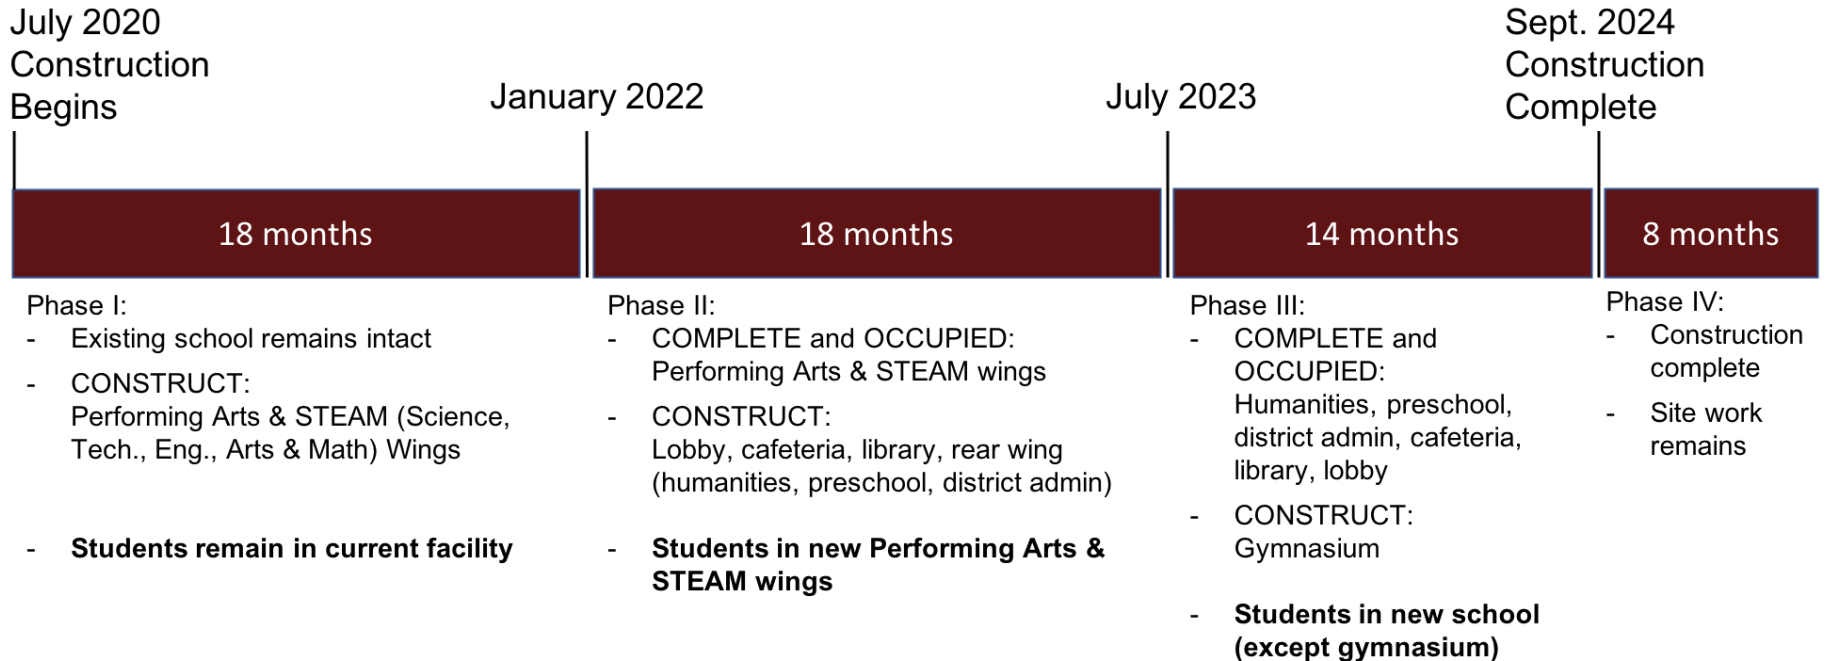 July 2020
Construction
Begins
January 2022
July 2023
Sept. 2024
Construction
Complete
18 months
18 months
14 months
8 months
Phase I:
- Existing school remains intact
- CONSTRUCT:
Performing Arts & STEAM (Science,
Tech., Eng., Arts & Math) Wings
- Students remain in current facility
Phase II:
- COMPLETE and OCCUPIED:
Performing Arts & STEAM wings
- CONSTRUCT:
Lobby, cafeteria, library, rear wing
(humanities, preschool, district admin)
- Students in new Performing Arts &
STEAM wings
Phase III:
- COMPLETE and
OCCUPIED:
Humanities, preschool,
district admin, cafeteria,
library, lobby
- CONSTRUCT:
Gymnasium
- Students in new school
(except gymnasium)
Phase IV:
- Construction
complete
- Site work
remains